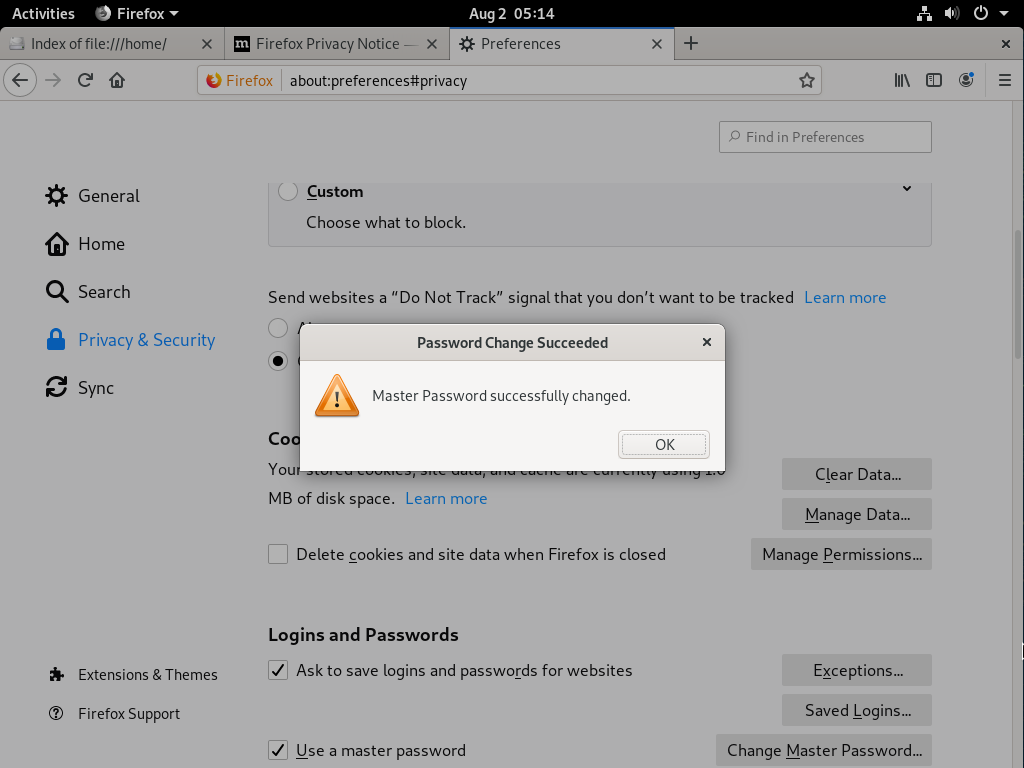 Activities Firefox Aug 2 05:14
Index of file:///home/ Firefox Privacy Notice — Preferences
Firefox about:preferences#privacy
Find in Preferences
General
Home
Search
Privacy & Security
Sync
Extensions & Themes
Firefox Support
Custom
Choose what to block.
Send websites a “Do Not Track” signal that you don’t want to be tracked Learn more
Password Change Succeeded
Master Password successfully changed.
OK
Your stored cookies, site data, and cache are currently using 1.6
MB of disk space. Learn more
Clear Data...
Manage Data...
Delete cookies and site data when Firefox is closed
Manage Permissions...
Logins and Passwords
Ask to save logins and passwords for websites
Exceptions...
Saved Logins...
Use a master password
Change Master Password...